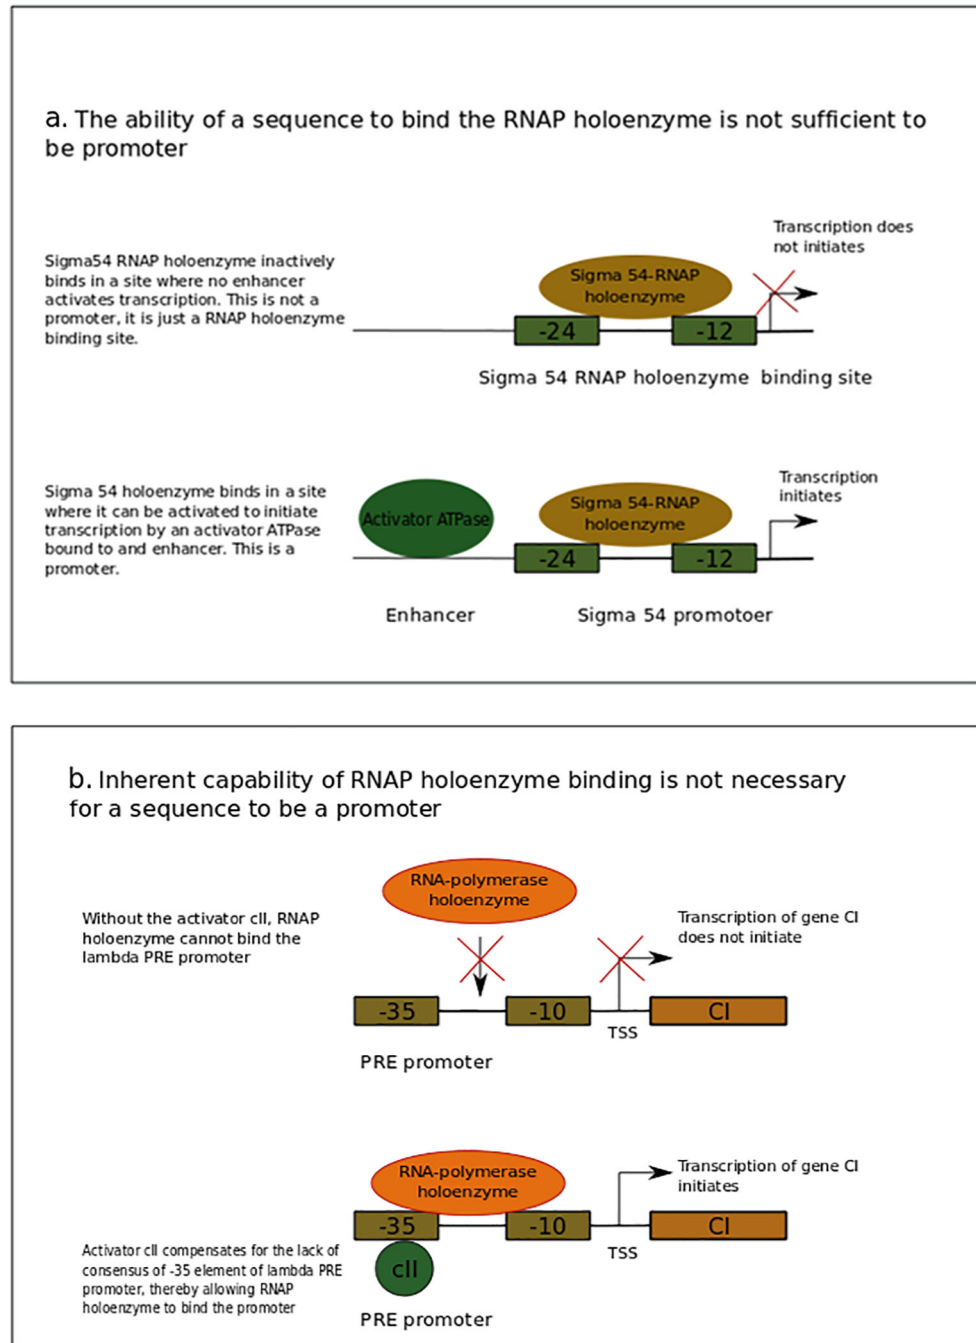 a. The ability of a sequence to bind the RNAP holoenzyme is not sufficient to
be promoter
Transcription does
not initiates
Sigma54 RNAP holoenzyme inactively
binds in a site where no enhancer
activates transcription. This is not a
promoter, it is just a RNAP holoenzyme
binding site.
Sigma 54-RNAP
holoenzyme
-24
-12
Sigma 54 RNAP holoenzyme binding site
Sigma 54 holoenzyme binds in a site
where it can be activated to initiate
transcription by an activator ATPase
bound to and enhancer. This is a
promoter.
Activator ATPase
Sigma 54-RNAP
holoenzyme
Transcription
initiates
-24
-12
Enhancer
Sigma 54 promotoer
b. Inherent capability of RNAP holoenzyme binding is not necessary
for a sequence to be a promoter
RNA-polymerase
holoenzyme
Without the activator cII, RNAP
holoenzyme cannot bind the
lambda PRE promoter
Transcription of gene CI
does not initiate
-35
-10
TSS
CI
PRE promoter
RNA-polymerase
holoenzyme
Transcription of gene CI
initiates
-35
-10
TSS
CI
Activator cII compensates for the lack of
consensus of -35 element of lambda PRE
promoter, thereby allowing RNAP
holoenzyme to bind the promoter
cII
PRE promoter